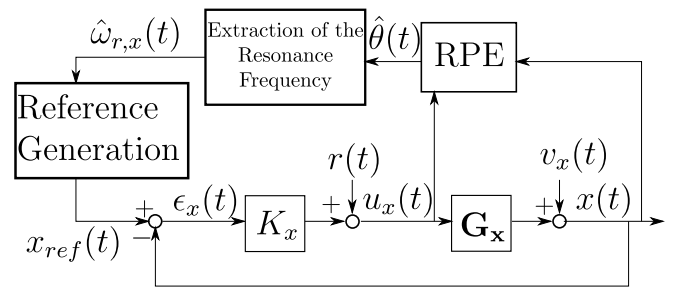 ω̂_{r,x}(t)
Extraction of the
Resonance
Frequency
θ̂(t)
RPE
Reference
Generation
r(t)
v_x(t)
+
ϵ_x(t)
K_x
+
u_x(t)
G_x
+
x(t)
x_{ref}(t)
−